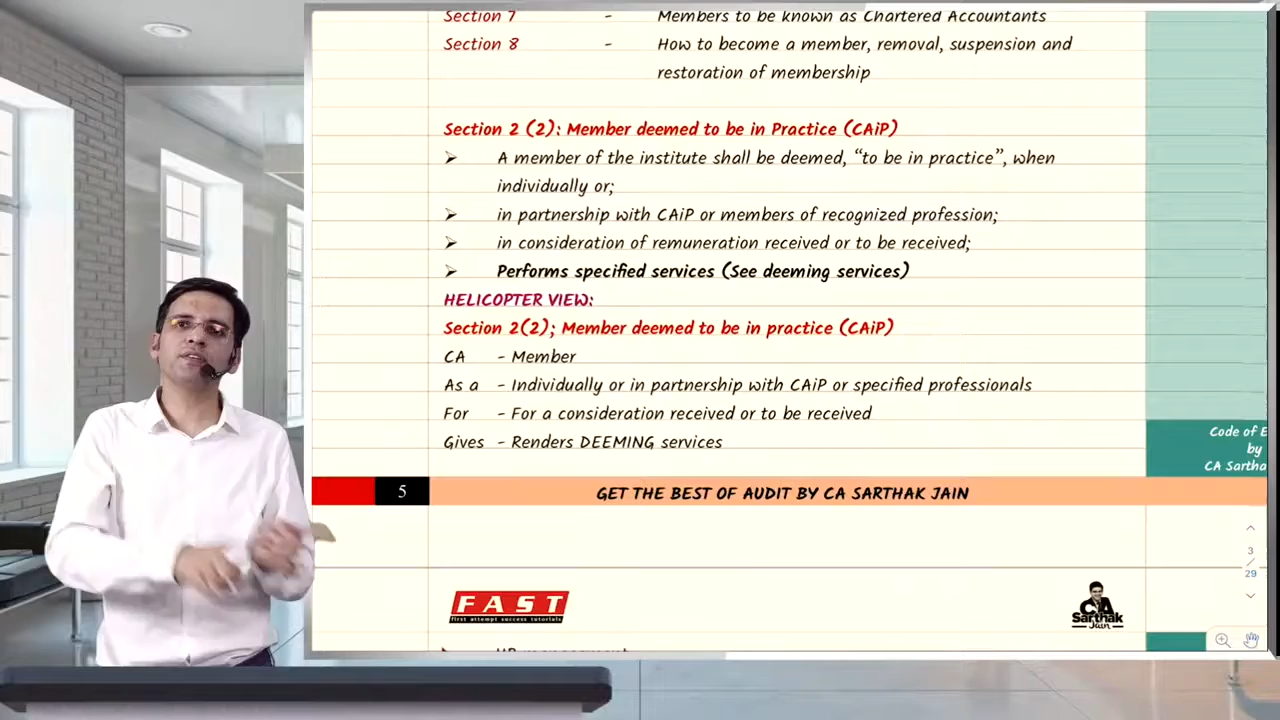 Section 7 - Members to be known as Chartered Accountants
Section 8 - How to become a member, removal, suspension and
restoration of membership
Section 2 (2): Member deemed to be in Practice (CAiP)
➤ A member of the institute shall be deemed, “to be in practice”, when
individually or;
➤ in partnership with CAiP or members of recognized profession;
➤ in consideration of remuneration received or to be received;
➤ Performs specified services (See deeming services)
HELICOPTER VIEW:
Section 2(2); Member deemed to be in practice (CAiP)
CA - Member
As a - Individually or in partnership with CAiP or specified professionals
For - For a consideration received or to be received
Gives - Renders DEEMING services
Code of E
by
CA Sartha
5 GET THE BEST OF AUDIT BY CA SARTHAK JAIN
3
/
29
FAST
first attempt success tutorials
CA
Sarthak
Jain